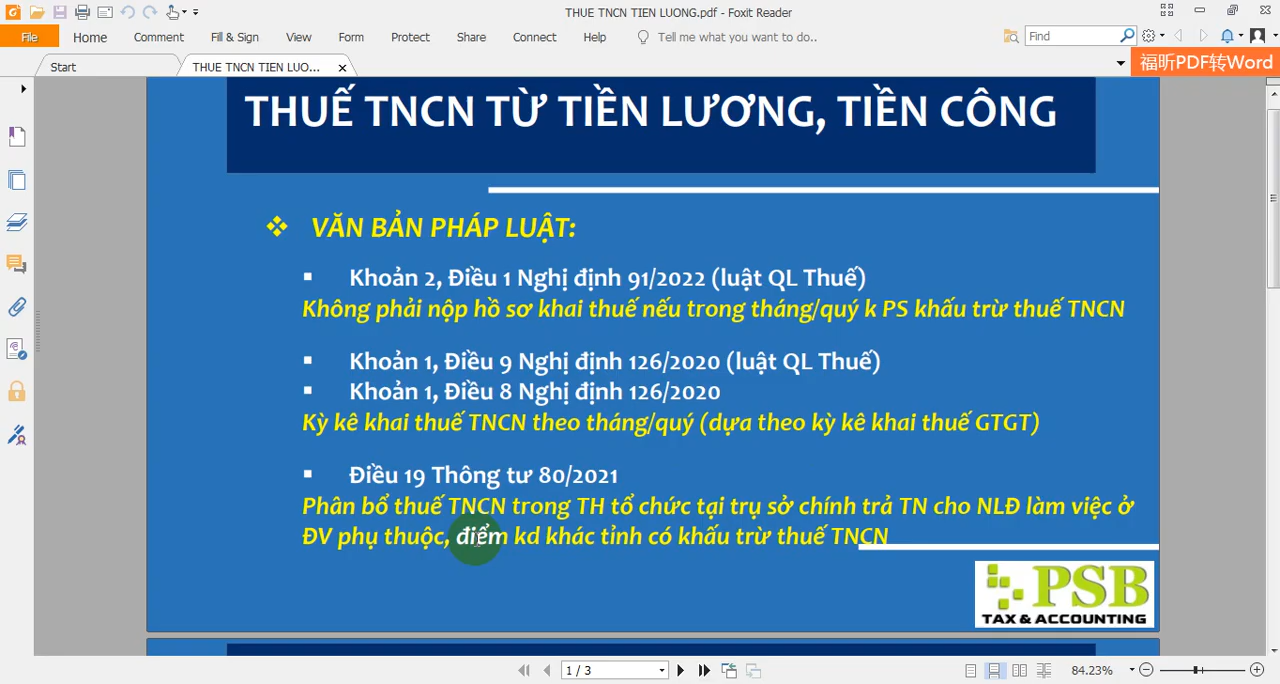 THUE TNCN TIEN LUONG.pdf - Foxit Reader
File Home Comment Fill & Sign View Form Protect Share Connect Help Tell me what you want to do.. Find
Start THUE TNCN TIEN LUO... 福昕PDF转Word
THUẾ TNCN TỪ TIỀN LƯƠNG, TIỀN CÔNG
VĂN BẢN PHÁP LUẬT:
Khoản 2, Điều 1 Nghị định 91/2022 (luật QL Thuế)
Không phải nộp hồ sơ khai thuế nếu trong tháng/quý k PS khấu trừ thuế TNCN
Khoản 1, Điều 9 Nghị định 126/2020 (luật QL Thuế)
Khoản 1, Điều 8 Nghị định 126/2020
Kỳ kê khai thuế TNCN theo tháng/quý (dựa theo kỳ kê khai thuế GTGT)
Điều 19 Thông tư 80/2021
Phân bổ thuế TNCN trong TH tổ chức tại trụ sở chính trả TN cho NLĐ làm việc ở
ĐV phụ thuộc, điểm kd khác tỉnh có khấu trừ thuế TNCN
PSB
TAX & ACCOUNTING
1 / 3 84.23%